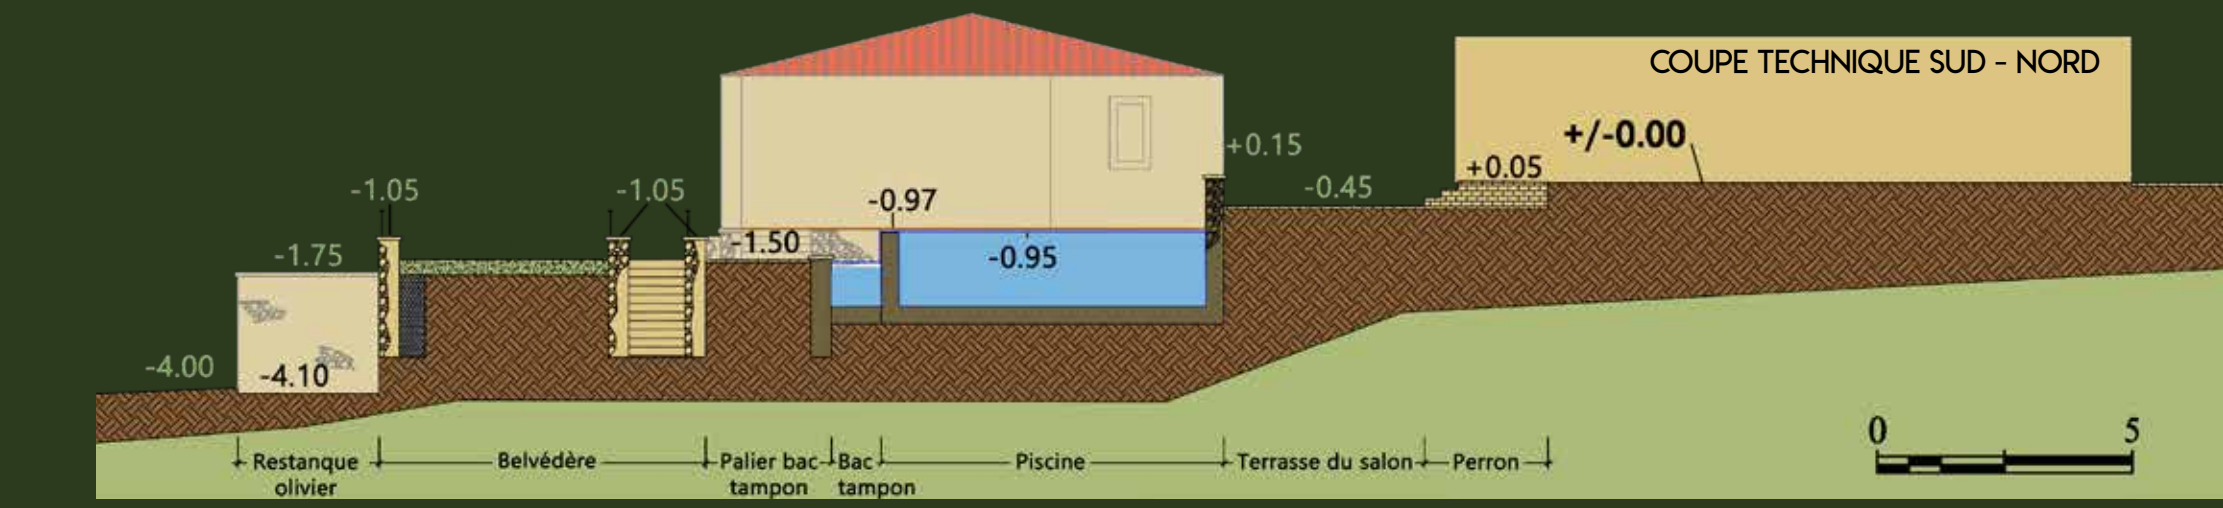 COUPE TECHNIQUE SUD - NORD
+/-0.00
+0.05
+0.15
-0.45
-1.05
-1.05
-0.97
-1.75
-1.50
-0.95
-4.00
-4.10
0 5
Restanque
olivier
Belvédère
Palier bac
tampon
Bac
tampon
Piscine
Terrasse du salon
Perron